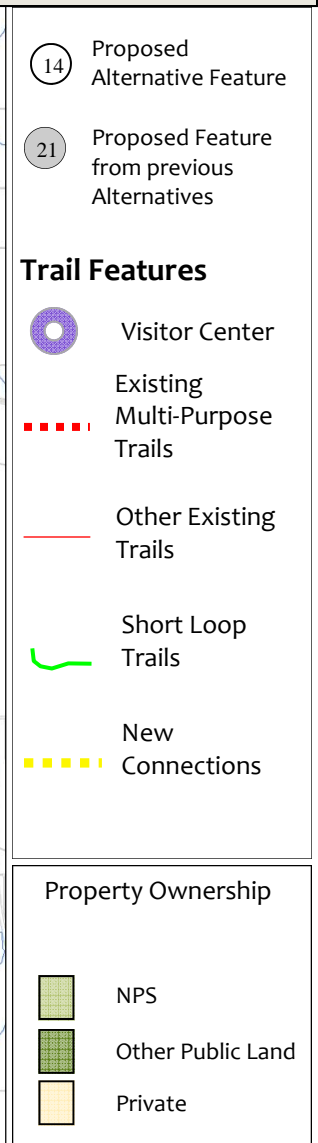 14
Proposed
Alternative Feature
21
Proposed Feature
from previous
Alternatives
Trail Features
Visitor Center
Existing
Multi-Purpose
Trails
Other Existing
Trails
Short Loop
Trails
New
Connections
Property Ownership
NPS
Other Public Land
Private